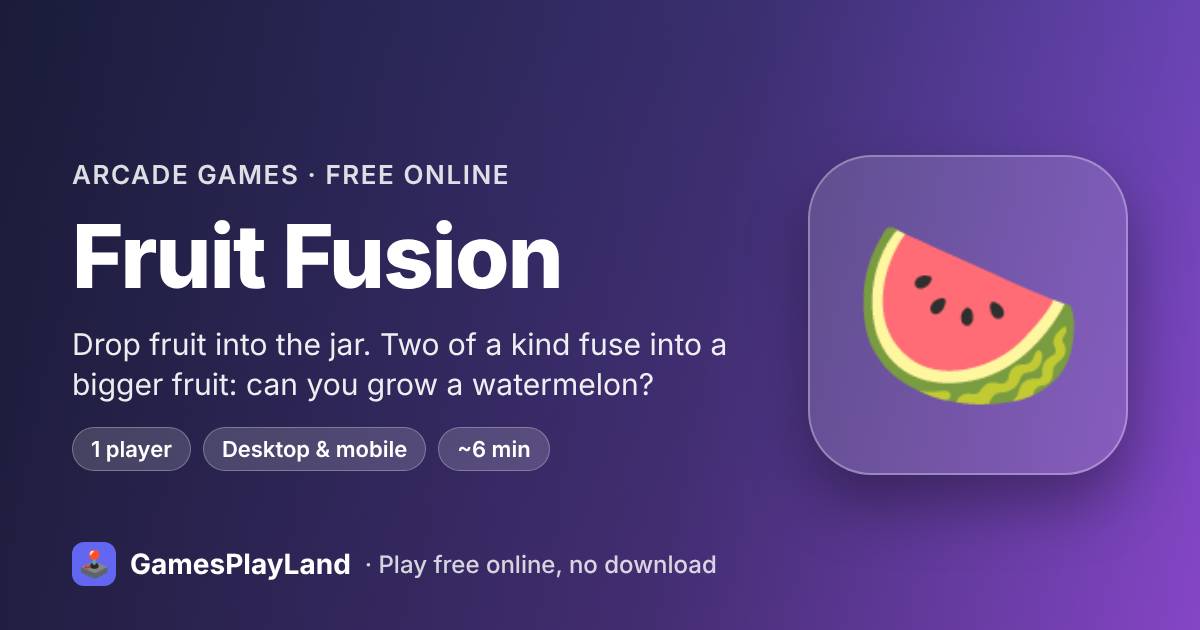 ARCADE GAMES · FREE ONLINE
Fruit Fusion
Drop fruit into the jar. Two of a kind fuse into a
bigger fruit: can you grow a watermelon?
1 player
Desktop & mobile
~6 min
GamesPlayLand · Play free online, no download